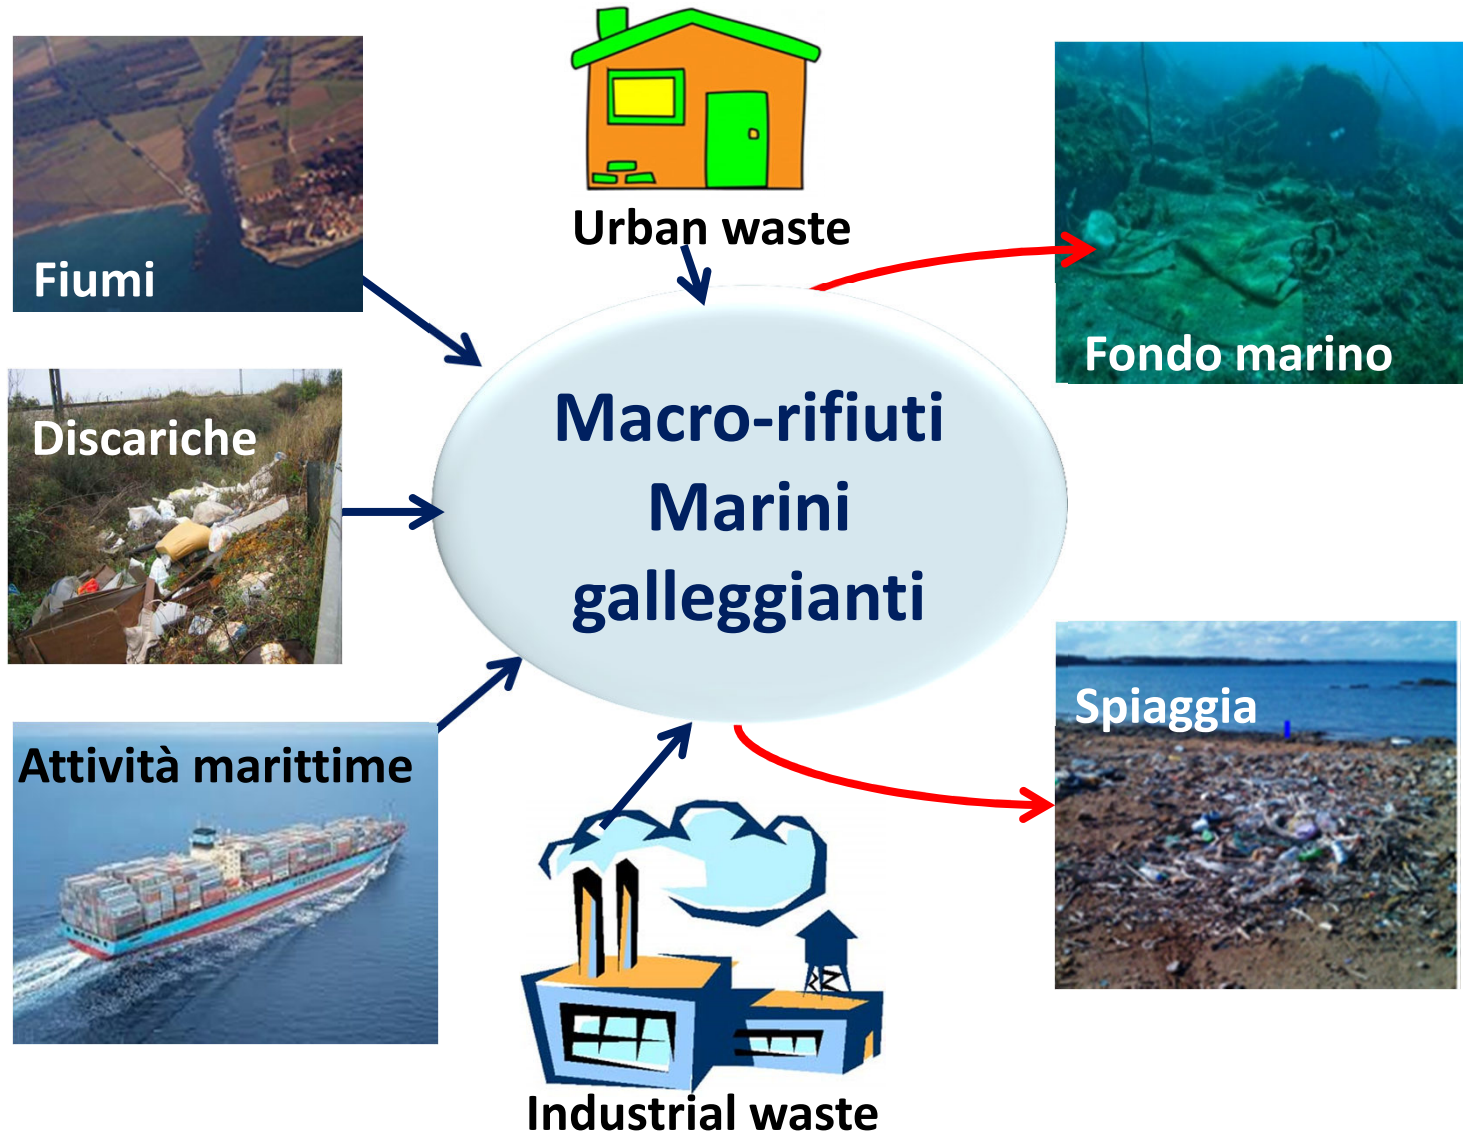 Urban waste
Fiumi
Fondo marino
Discariche
Macro-rifiuti
Marini
galleggianti
Spiaggia
Attività marittime
Industrial waste